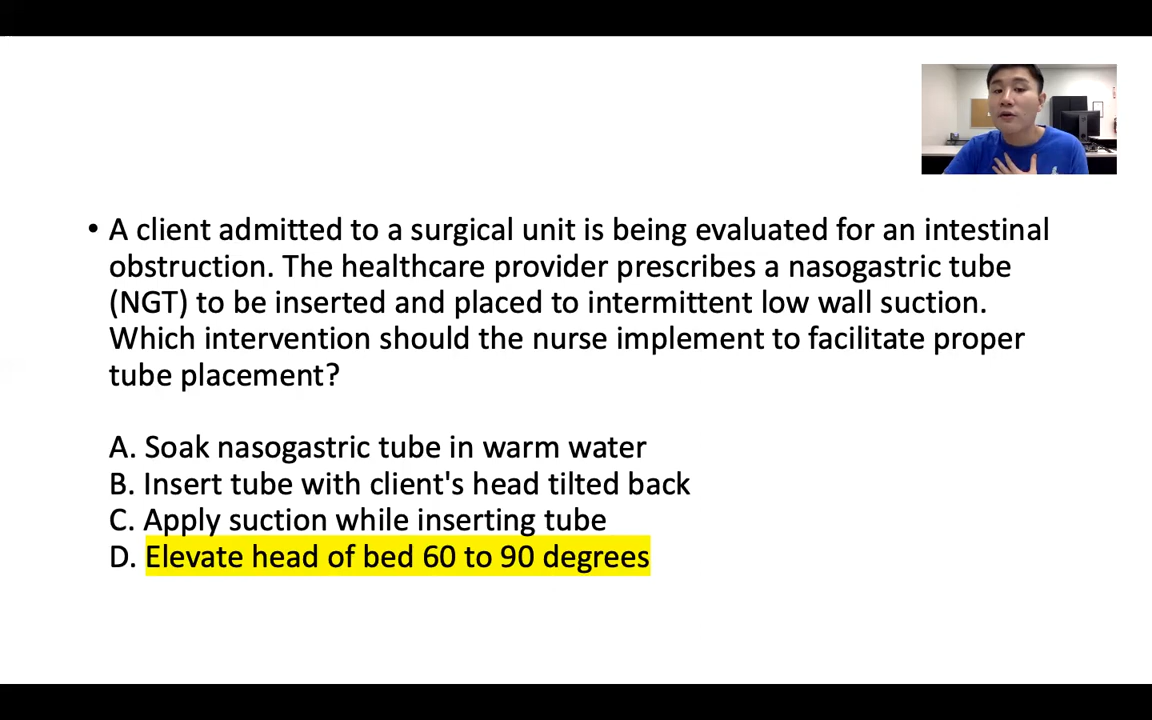 • A client admitted to a surgical unit is being evaluated for an intestinal
obstruction. The healthcare provider prescribes a nasogastric tube
(NGT) to be inserted and placed to intermittent low wall suction.
Which intervention should the nurse implement to facilitate proper
tube placement?
A. Soak nasogastric tube in warm water
B. Insert tube with client's head tilted back
C. Apply suction while inserting tube
D. Elevate head of bed 60 to 90 degrees